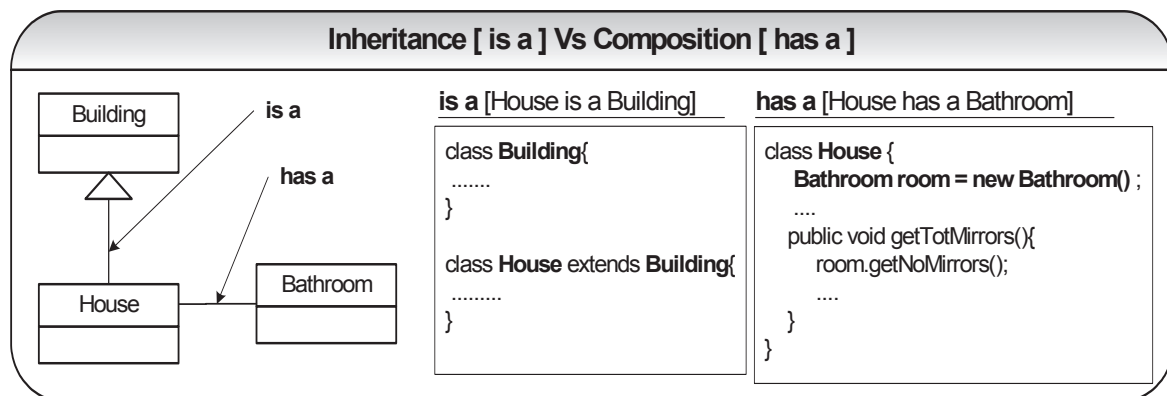 Inheritance [ is a ] Vs Composition [ has a ]
Building
is a
has a
House
Bathroom
is a [House is a Building]
class Building{
.......
}
class House extends Building{
.........
}
has a [House has a Bathroom]
class House {
Bathroom room = new Bathroom() ;
....
public void getTotMirrors(){
room.getNoMirrors();
....
}
}